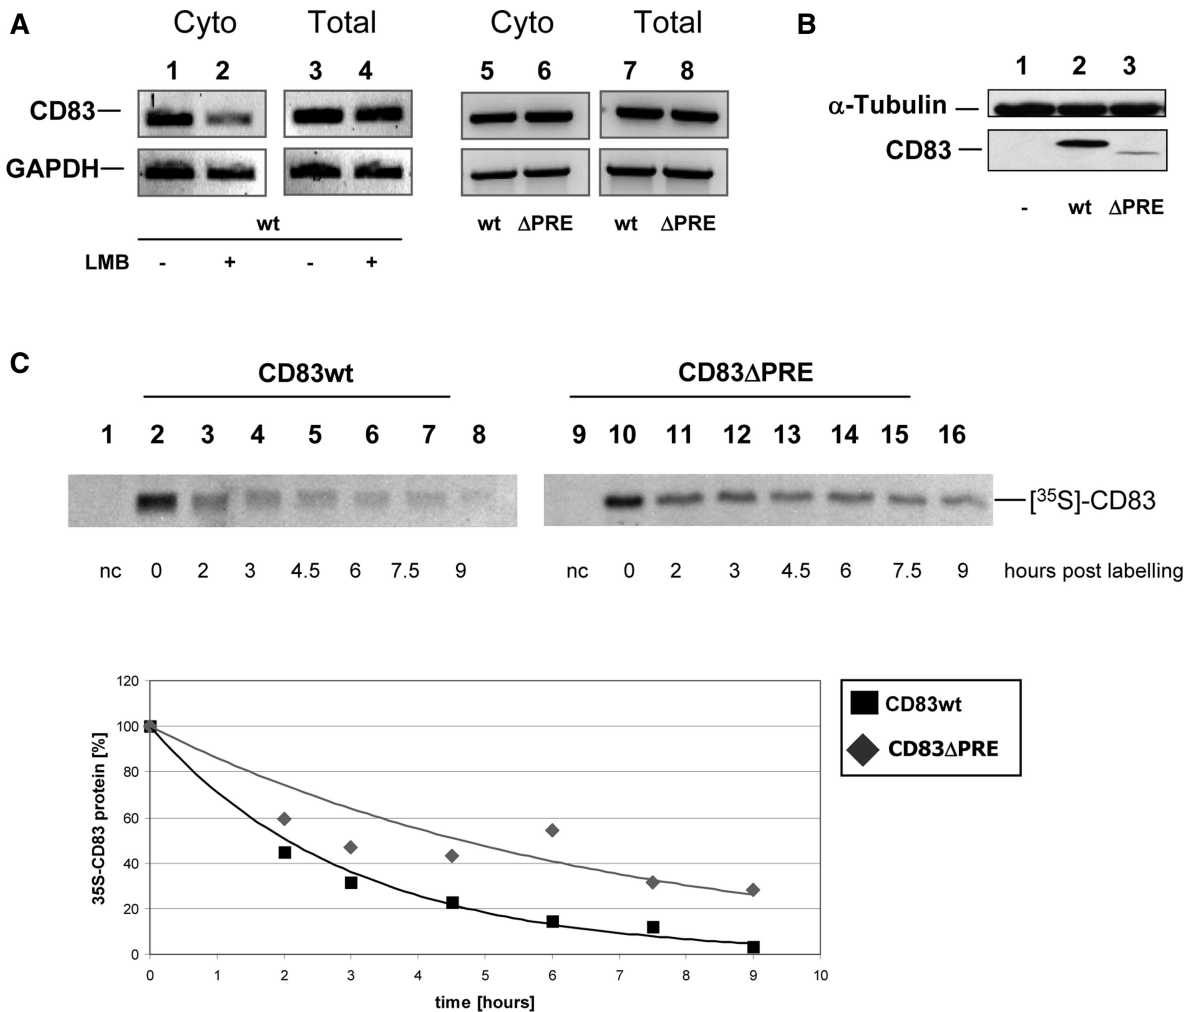 A
Cyto Total Cyto Total
1 2 3 4 5 6 7 8
CD83
GAPDH
wt ΔPRE wt ΔPRE
wt
LMB - + - +
B
1 2 3
α-Tubulin
CD83
- wt ΔPRE
C
CD83wt CD83ΔPRE
1 2 3 4 5 6 7 8 9 10 11 12 13 14 15 16
[35S]-CD83
nc 0 2 3 4.5 6 7.5 9 nc 0 2 3 4.5 6 7.5 9 hours post labelling
120
100
80
60
40
20
0
35S-CD83 protein [%]
0 1 2 3 4 5 6 7 8 9 10
time [hours]
CD83wt
CD83ΔPRE